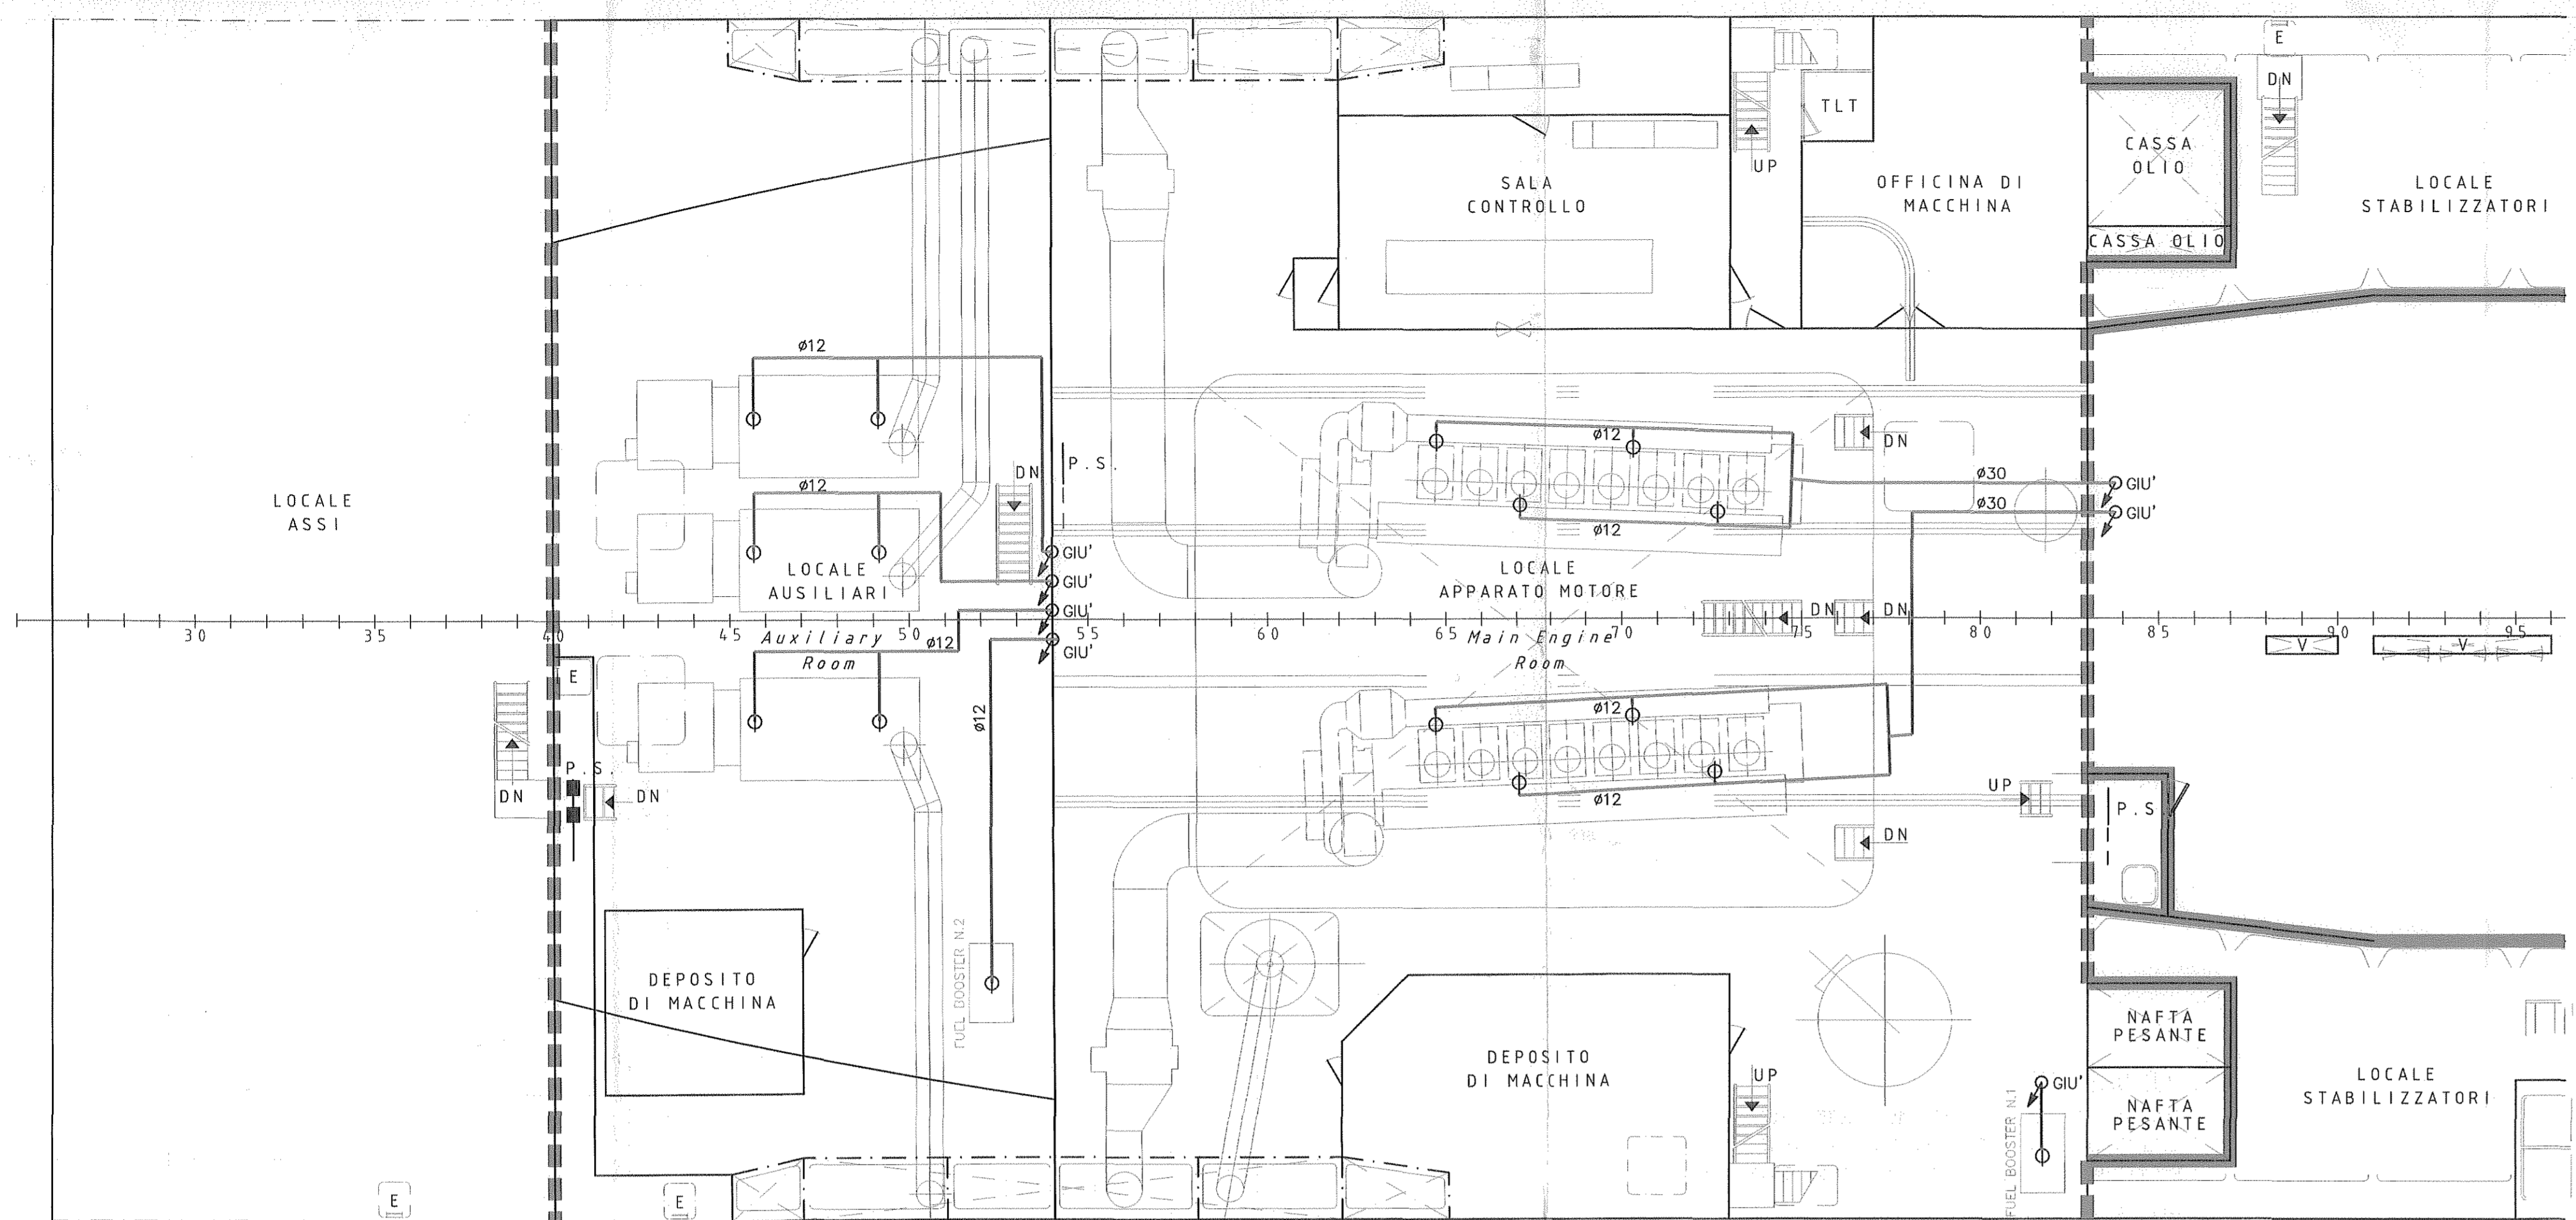 E
DN
TLT
UP
CASSA
OLIO
CASSA OLIO
SALA
CONTROLLO
OFFICINA DI
MACCHINA
LOCALE
STABILIZZATORI
ø12
ø12
DN
P.S.
ø12
DN
ø30
GIU'
ø30
GIU'
LOCALE
ASSI
ø12
GIU'
GIU'
GIU'
GIU'
LOCALE
AUSILIARI
LOCALE
APPARATO MOTORE
DN
DN
30
35
40
45
50
55
60
65
70
75
80
85
90
95
Auxiliary
Room
ø12
Main Engine
Room
V
V
E
ø12
ø12
P.S.
DN
DN
ø12
UP
P.S.
DN
FUEL BOOSTER N.2
DEPOSITO
DI MACCHINA
DEPOSITO
DI MACCHINA
UP
GIU'
FUEL BOOSTER N.1
NAFTA
PESANTE
NAFTA
PESANTE
LOCALE
STABILIZZATORI
E
E